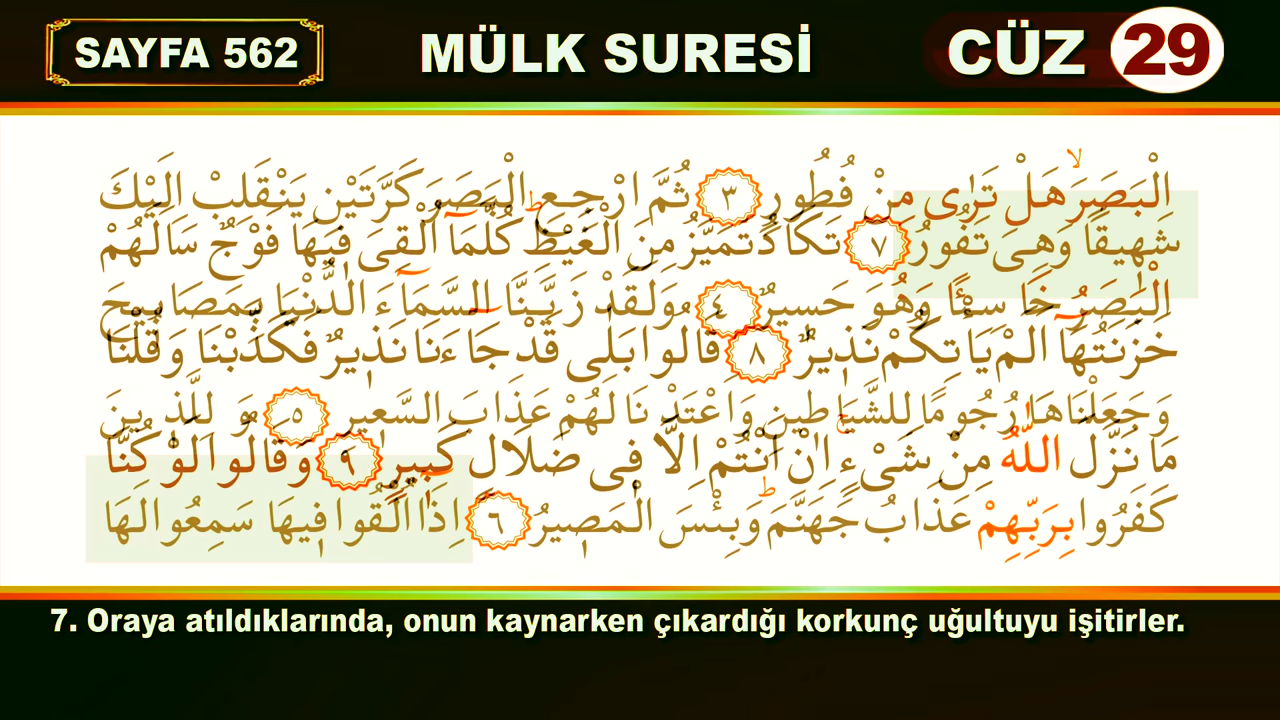 SAYFA 562
MÜLK SURESİ
CÜZ 29
الْبَصَرَ هَلْ تَرٰى مِنْ فُطُورٍ ٣ ثُمَّ ارْجِعِ الْبَصَرَ كَرَّتَيْنِ يَنْقَلِبْ اِلَيْكَ
شَهِيقًا وَهِىَ تَفُورُ ٧ تَكَادُ تَمَيَّزُ مِنَ الْغَيْظِ كُلَّمَٓا اُلْقِىَ فِيهَا فَوْجٌ سَاَلَهُمْ
الْبَصَرُ خَاسِئًا وَهُوَ حَسِيرٌ ٤ وَلَقَدْ زَيَّنَّا السَّمَٓاءَ الدُّنْيَا بِمَصَابِيحَ
خَزَنَتُهَٓا اَلَمْ يَاْتِكُمْ نَذِيرٌ ٨ قَالُوا بَلٰى قَدْ جَٓاءَنَا نَذِيرٌ فَكَذَّبْنَا وَقُلْنَا
وَجَعَلْنَاهَا رُجُومًا لِلشَّيَاطِينِ وَاَعْتَدْنَا لَهُمْ عَذَابَ السَّعِيرِ ٥ وَلِلَّذِينَ
مَا نَزَّلَ اللّٰهُ مِنْ شَىْءٍ اِنْ اَنْتُمْ اِلَّا فِى ضَلَالٍ كَبِيرٍ ٩ وَقَالُوا لَوْ كُنَّا
كَفَرُوا بِرَبِّهِمْ عَذَابُ جَهَنَّمَ وَبِئْسَ الْمَصِيرُ ٦ اِذَٓا اُلْقُوا فِيهَا سَمِعُوا لَهَا
7. Oraya atıldıklarında, onun kaynarken çıkardığı korkunç uğultuyu işitirler.